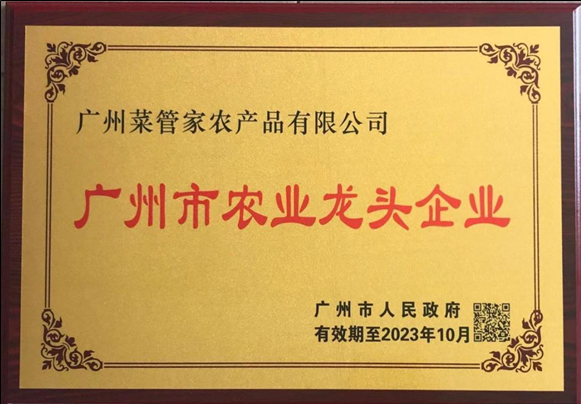 广州菜管家农产品有限公司
广州市农业龙头企业
广州市人民政府
有效期至2023年10月